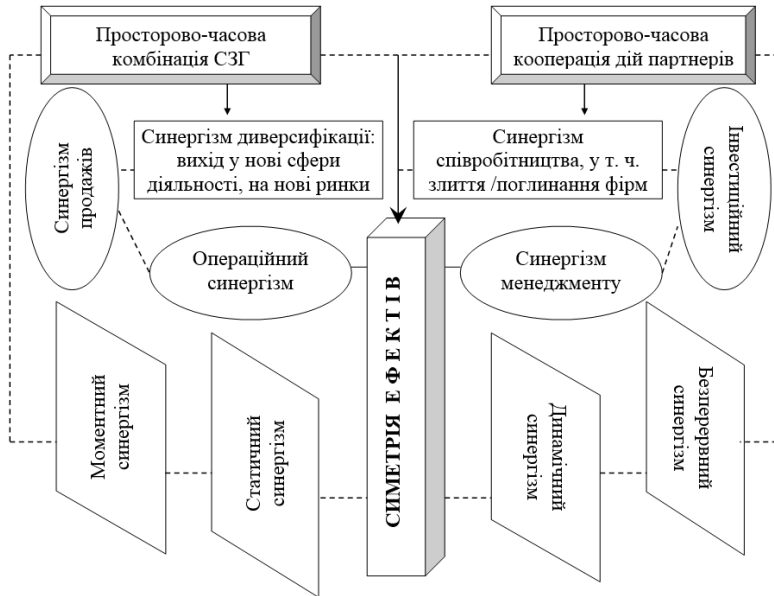 Просторово-часова
комбінація СЗГ
Просторово-часова
кооперація дій партнерів
Синергізм
продажів
Синергізм диверсифікації:
вихід у нові сфери
діяльності, на нові ринки
Синергізм
співробітництва, у т. ч.
злиття /поглинання фірм
Інвестиційний
синергізм
Операційний
синергізм
Синергізм
менеджменту
СИМЕТРІЯ ЕФЕКТІВ
Моментний
синергізм
Статичний
синергізм
Динамічний
синергізм
Безперервний
синергізм